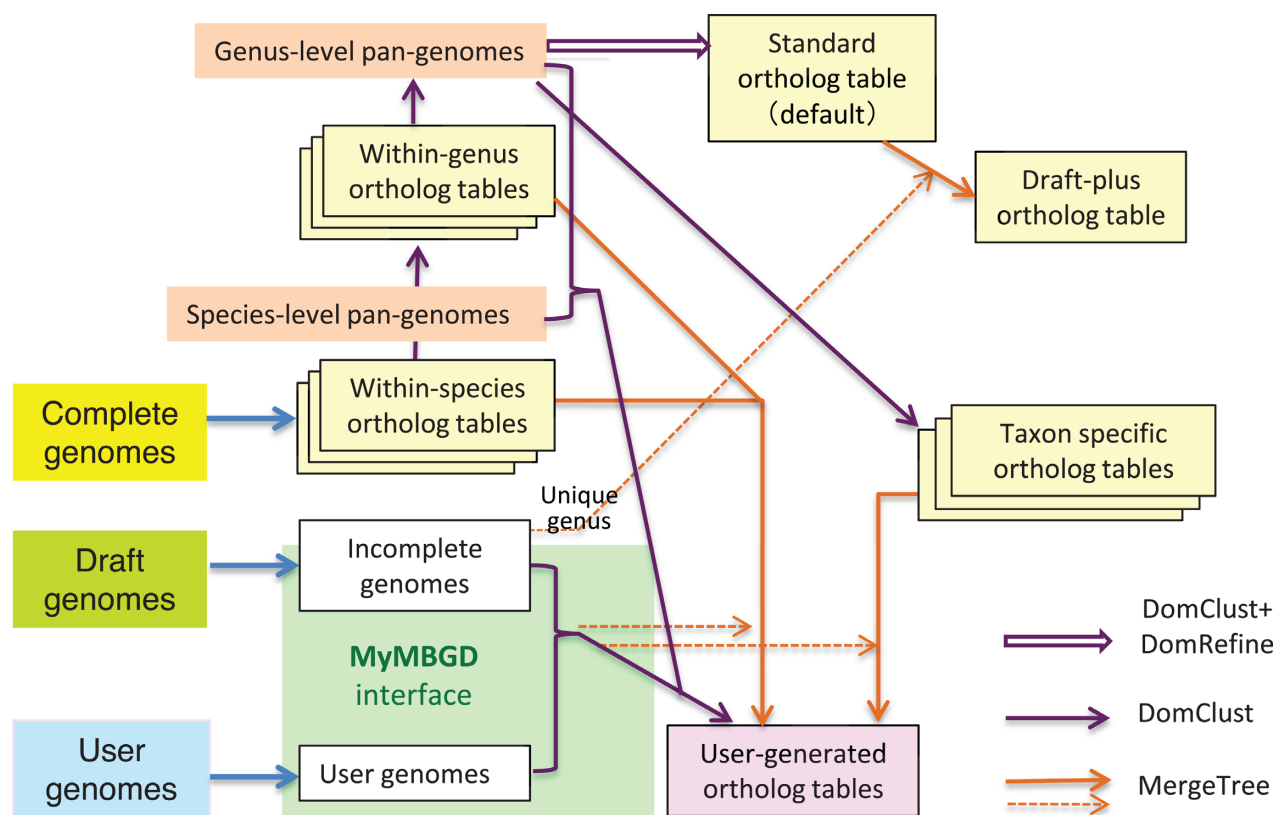 Genus-level pan-genomes
Standard
ortholog table
（default）
Within-genus
ortholog tables
Draft-plus
ortholog table
Species-level pan-genomes
Complete
genomes
Within-species
ortholog tables
Taxon specific
ortholog tables
Unique
genus
Draft
genomes
Incomplete
genomes
MyMBGD
interface
User
genomes
User genomes
User-generated
ortholog tables
DomClust+
DomRefine
DomClust
MergeTree